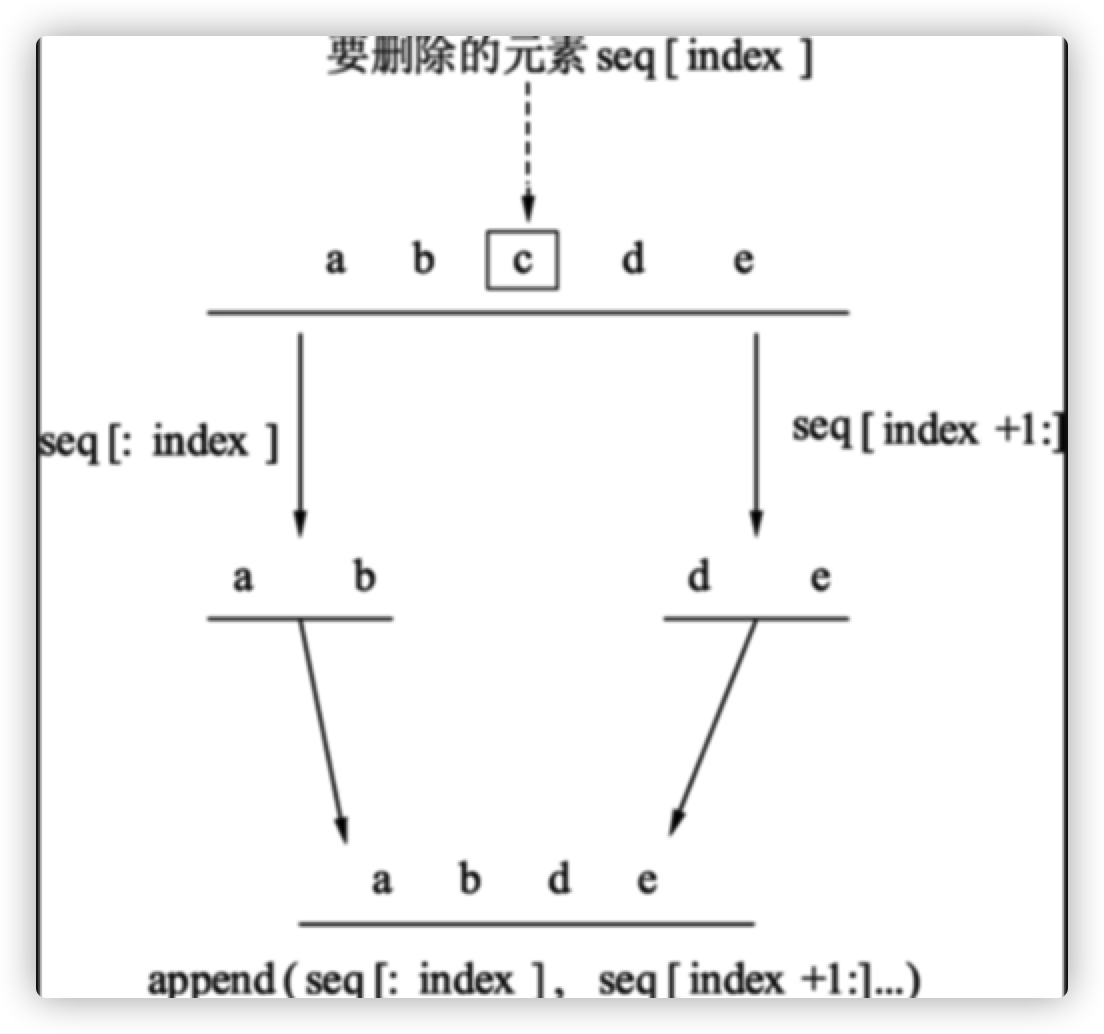 要删除的元素 seq [ index ]
a b c d e
seq [: index ]
seq [ index +1:]
a b
d e
a b d e
append ( seq [: index ], seq [ index +1:]...)